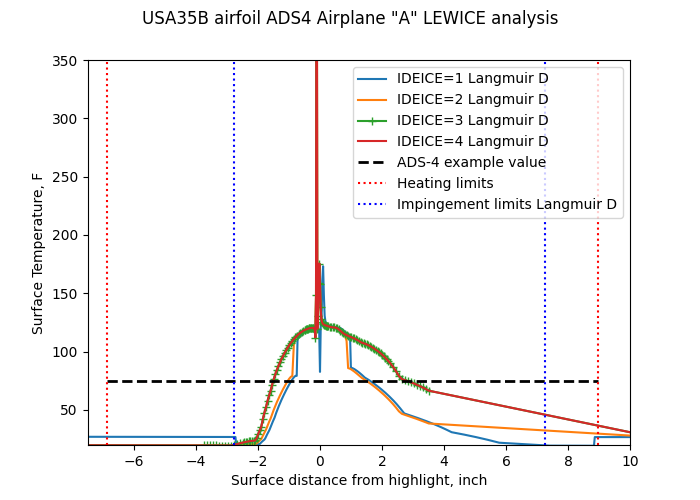 USA35B airfoil ADS4 Airplane "A" LEWICE analysis
350
300
250
200
150
100
50
Surface Temperature, F
IDEICE=1 Langmuir D
IDEICE=2 Langmuir D
IDEICE=3 Langmuir D
IDEICE=4 Langmuir D
ADS-4 example value
Heating limits
Impingement limits Langmuir D
−6 −4 −2 0 2 4 6 8 10
Surface distance from highlight, inch